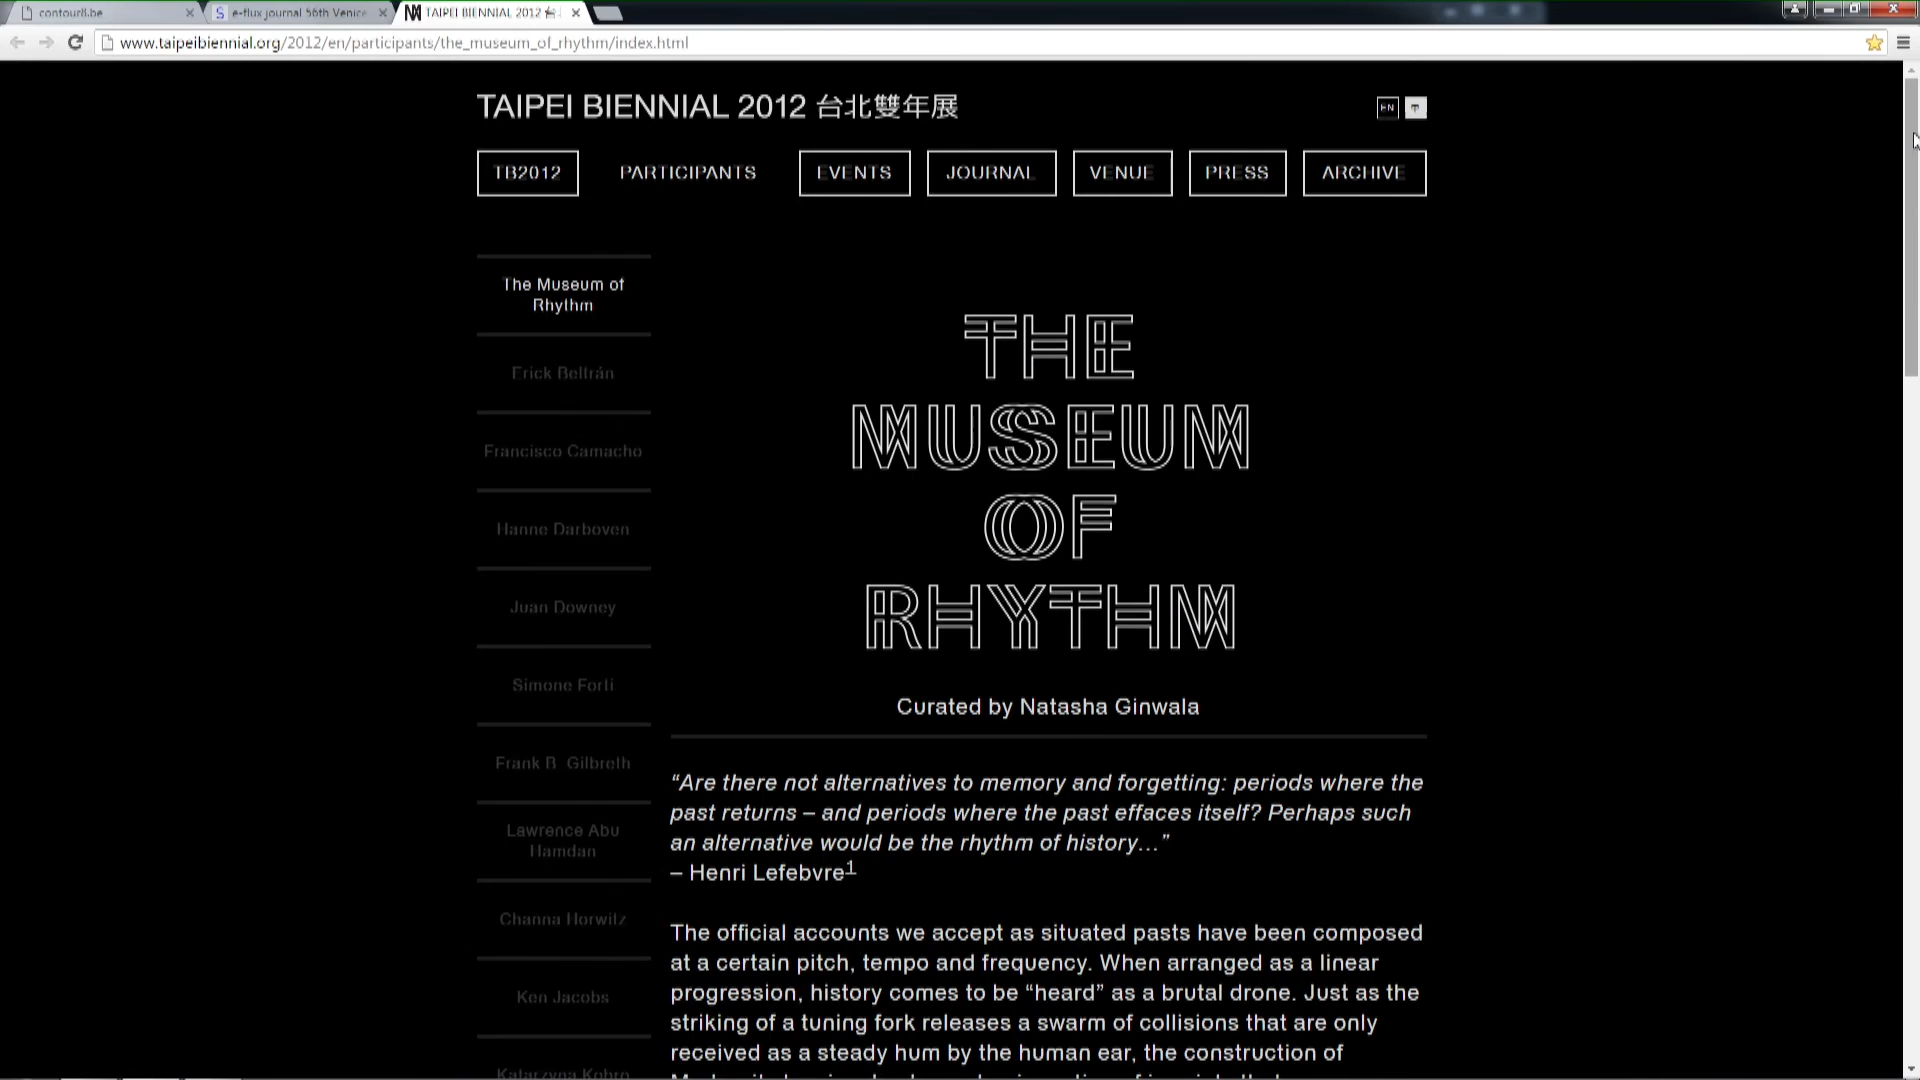 contour8.be
e-flux journal 56th Venice
TAIPEI BIENNIAL 2012 台
www.taipeibiennial.org/2012/en/participants/the_museum_of_rhythm/index.html
TAIPEI BIENNIAL 2012 台北雙年展
EN
TB2012
PARTICIPANTS
EVENTS
JOURNAL
VENUE
PRESS
ARCHIVE
The Museum of
Rhythm
Erick Beltrán
Francisco Camacho
Hanne Darboven
Juan Downey
Simone Forti
Frank B. Gilbreth
Lawrence Abu
Hamdan
Channa Horwitz
Ken Jacobs
Katarzyna Kobro
THE
MUSEUM
OF
RHYTHM
Curated by Natasha Ginwala
“Are there not alternatives to memory and forgetting: periods where the
past returns – and periods where the past effaces itself? Perhaps such
an alternative would be the rhythm of history…”
– Henri Lefebvre1
The official accounts we accept as situated pasts have been composed
at a certain pitch, tempo and frequency. When arranged as a linear
progression, history comes to be “heard” as a brutal drone. Just as the
striking of a tuning fork releases a swarm of collisions that are only
received as a steady hum by the human ear, the construction of